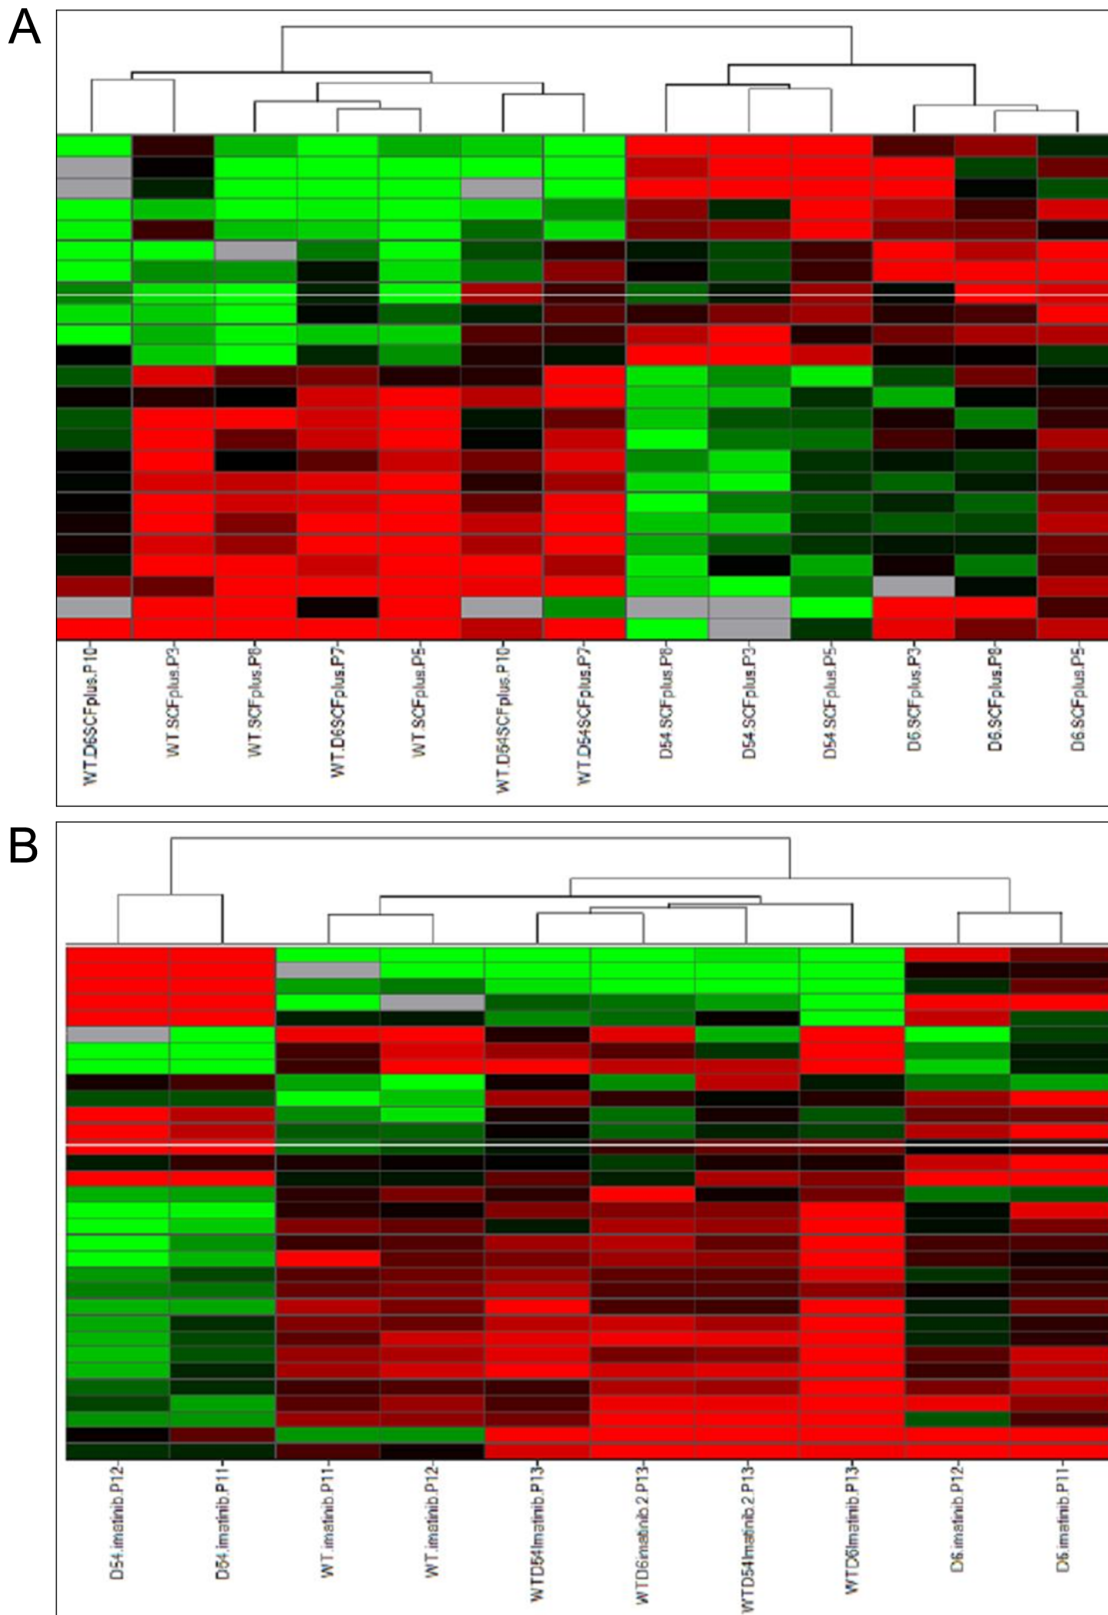 A
WT.D6SCFplus.P10
WT.SCFplus.P3
WT.SCFplus.P8
WT.D6SCFplus.P7
WT.SCFplus.P5
WT.D54SCFplus.P10
WT.D54SCFplus.P7
D54.SCFplus.P8
D54.SCFplus.P3
D54.SCFplus.P5
D6.SCFplus.P3
D6.SCFplus.P8
D6.SCFplus.P5
B
D54.imatinib.P12
D54.imatinib.P11
WT.imatinib.P11
WT.imatinib.P12
WTD54Imatinib.P13
WTD6imatinib.2.P13
WTD54Imatinib.2.P13
WTD6Imatinib.P13
D6.imatinib.P12
D6.imatinib.P11